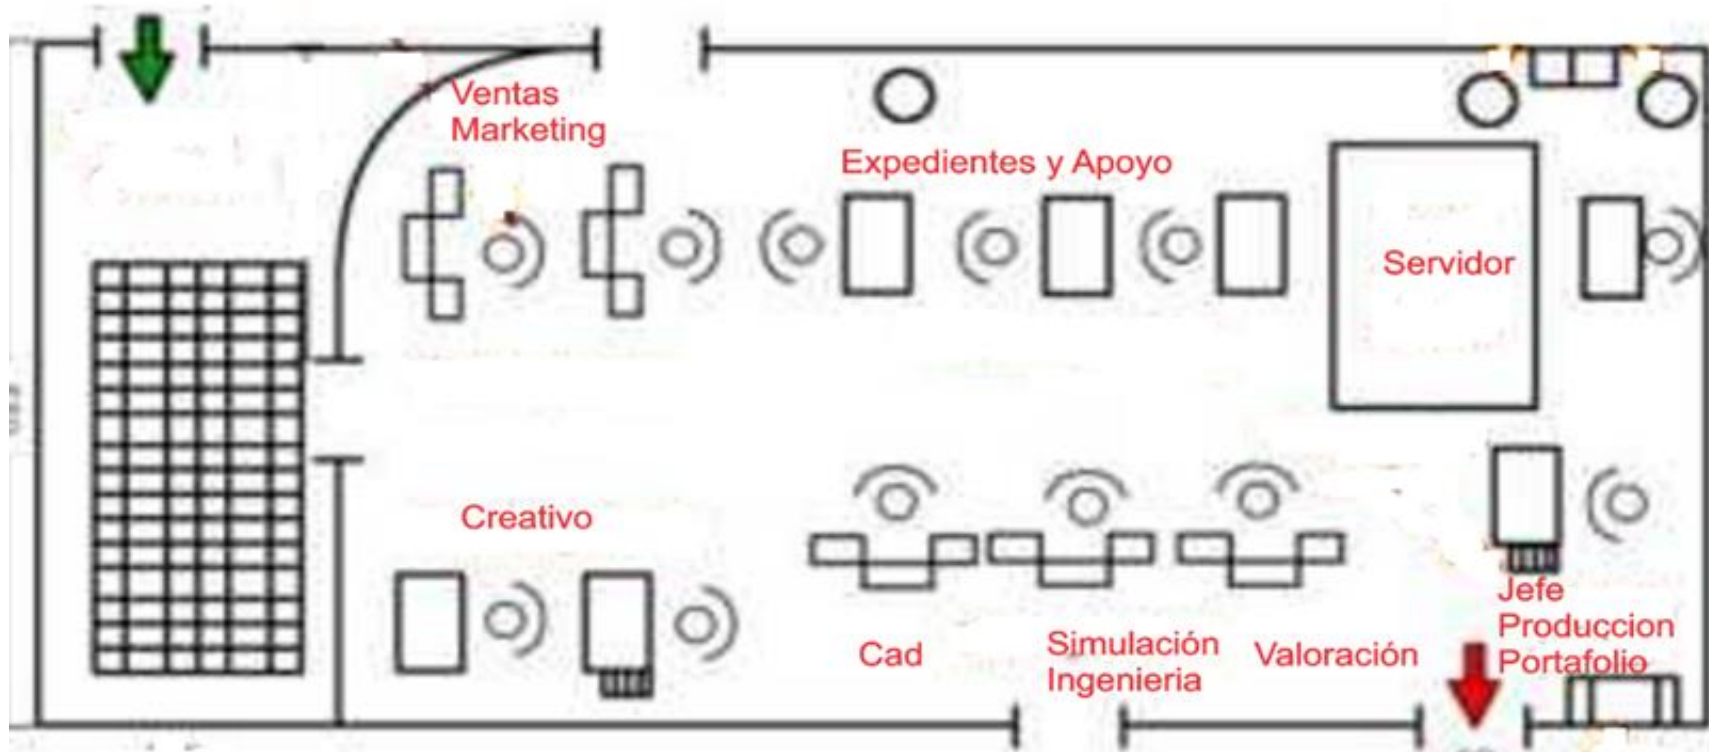 Ventas
Marketing
Expedientes y Apoyo
Servidor
Creativo
Cad
Simulación
Ingenieria
Valoración
Jefe
Produccion
Portafolio